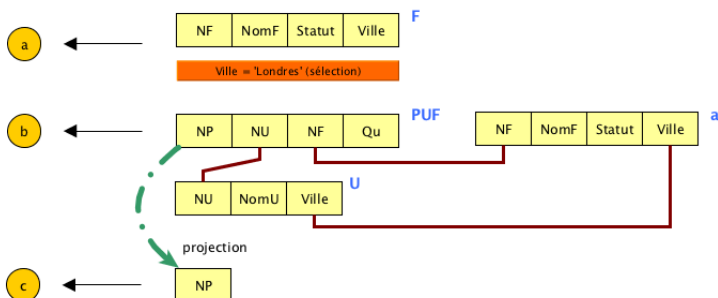 F
a
NF NomF Statut Ville
Ville = 'Londres' (sélection)
PUF
a
b
NP NU NF Qu
NF NomF Statut Ville
U
NU NomU Ville
projection
c
NP